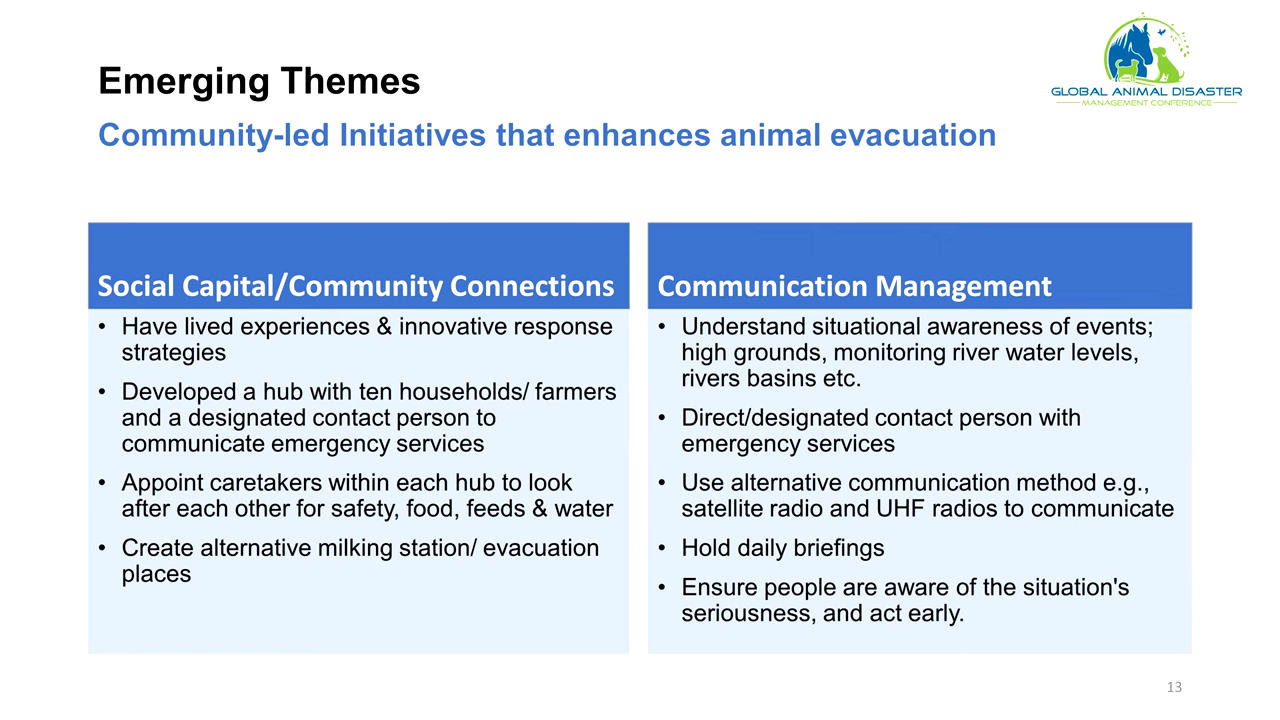 GLOBAL ANIMAL DISASTER
MANAGEMENT CONFERENCE
Emerging Themes
Community-led Initiatives that enhances animal evacuation
Social Capital/Community Connections
• Have lived experiences & innovative response
strategies
• Developed a hub with ten households/ farmers
and a designated contact person to
communicate emergency services
• Appoint caretakers within each hub to look
after each other for safety, food, feeds & water
• Create alternative milking station/ evacuation
places
Communication Management
• Understand situational awareness of events;
high grounds, monitoring river water levels,
rivers basins etc.
• Direct/designated contact person with
emergency services
• Use alternative communication method e.g.,
satellite radio and UHF radios to communicate
• Hold daily briefings
• Ensure people are aware of the situation's
seriousness, and act early.
13